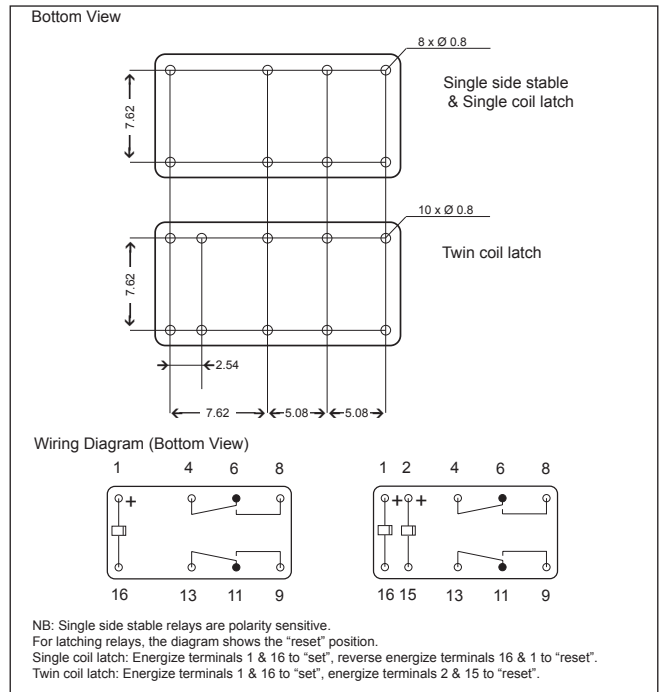 Bottom View
8 x Ø 0.8
Single side stable
& Single coil latch
7.62
10 x Ø 0.8
Twin coil latch
7.62
2.54
7.62 5.08 5.08
Wiring Diagram (Bottom View)
1 4 6 8 1 2 4 6 8
+ + +
16 13 11 9 16 15 13 11 9
NB: Single side stable relays are polarity sensitive.
For latching relays, the diagram shows the “reset” position.
Single coil latch: Energize terminals 1 & 16 to “set”, reverse energize terminals 16 & 1 to “reset”.
Twin coil latch: Energize terminals 1 & 16 to “set”, energize terminals 2 & 15 to “reset”.